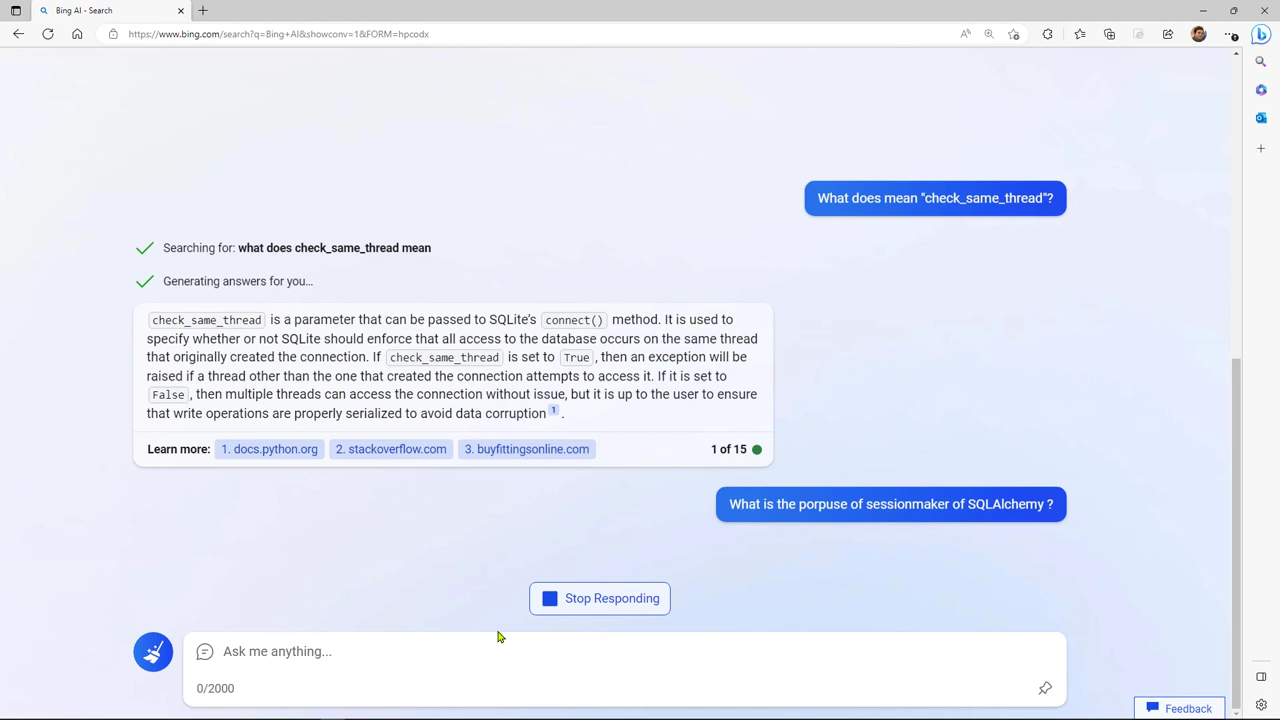 Bing AI - Search
https://www.bing.com/search?q=Bing+AI&showconv=1&FORM=hpcodx
What does mean "check_same_thread"?
Searching for: what does check_same_thread mean
Generating answers for you...
check_same_thread is a parameter that can be passed to SQLite's connect() method. It is used to
specify whether or not SQLite should enforce that all access to the database occurs on the same thread
that originally created the connection. If check_same_thread is set to True, then an exception will be
raised if a thread other than the one that created the connection attempts to access it. If it is set to
False, then multiple threads can access the connection without issue, but it is up to the user to ensure
that write operations are properly serialized to avoid data corruption 1 .
Learn more: 1. docs.python.org 2. stackoverflow.com 3. buyfittingsonline.com 1 of 15
What is the porpuse of sessionmaker of SQLAlchemy ?
Stop Responding
Ask me anything...
0/2000
Feedback